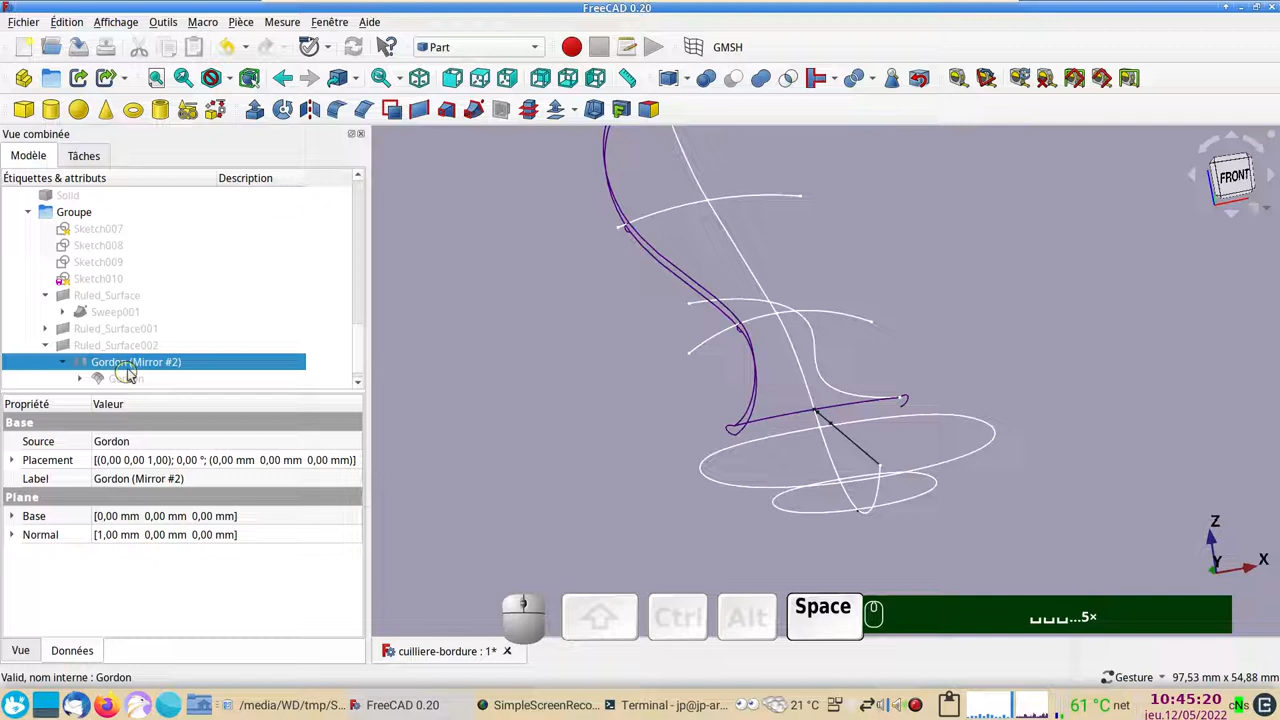 FreeCAD 0.20
Fichier Édition Affichage Outils Macro Pièce Mesure Fenêtre Aide
Part
GMSH
Vue combinée
Modèle Tâches
Étiquettes & attributs Description
Solid
Groupe
Sketch007
Sketch008
Sketch009
Sketch010
Ruled_Surface
Sweep001
Ruled_Surface001
Ruled_Surface002
Gordon (Mirror #2)
Propriété Valeur
Base
Source Gordon
Placement [(0,00 0,00 1,00); 0,00 °; (0,00 mm 0,00 mm 0,00 mm)]
Label Gordon (Mirror #2)
Plane
Base [0,00 mm 0,00 mm 0,00 mm]
Normal [1,00 mm 0,00 mm 0,00 mm]
FRONT
Z
Y
X
Ctrl Alt Space
␣␣␣...5×
Vue Données
cuilliere-bordure : 1*
Valid, nom interne : Gordon
Gesture 97,53 mm x 54,88 mm
/media/WD/tmp/S... FreeCAD 0.20 SimpleScreenReco... Terminal - jp@jp-ar... 21 °C 61 °C net 10:45:20
jeu.12/05/2022